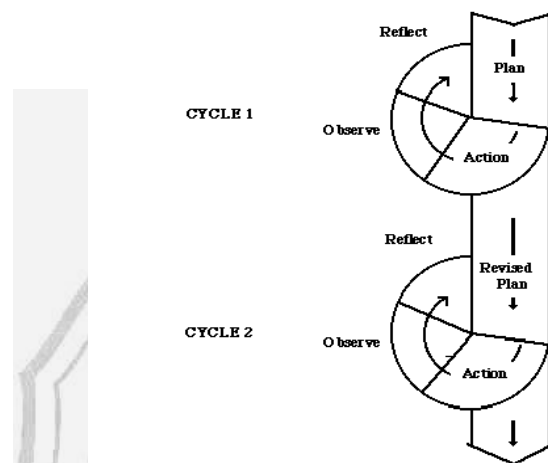 Reflect
Plan
CYCLE 1
Observe
Action
Reflect
Revised
Plan
CYCLE 2
Observe
Action